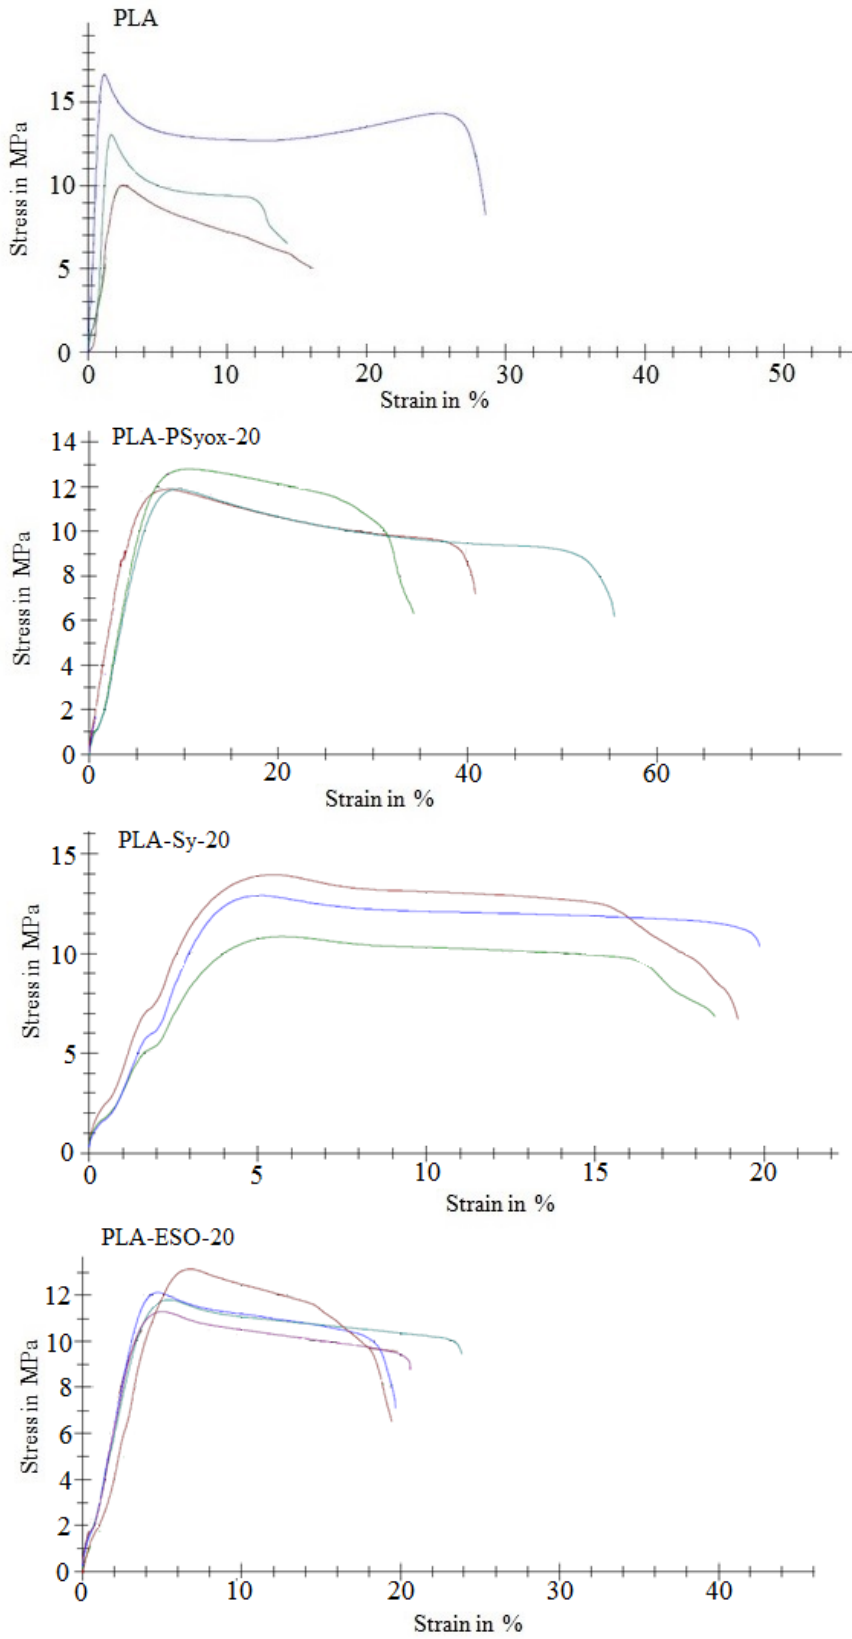 PLA
15
10
5
0
Stress in MPa
0 10 20 30 40 50
Strain in %
PLA-PSyox-20
14
12
10
8
6
4
2
0
Stress in MPa
0 20 40 60
Strain in %
PLA-Sy-20
15
10
5
0
Stress in MPa
0 5 10 15 20
Strain in %
PLA-ESO-20
12
10
8
6
4
2
0
Stress in MPa
0 10 20 30 40
Strain in %